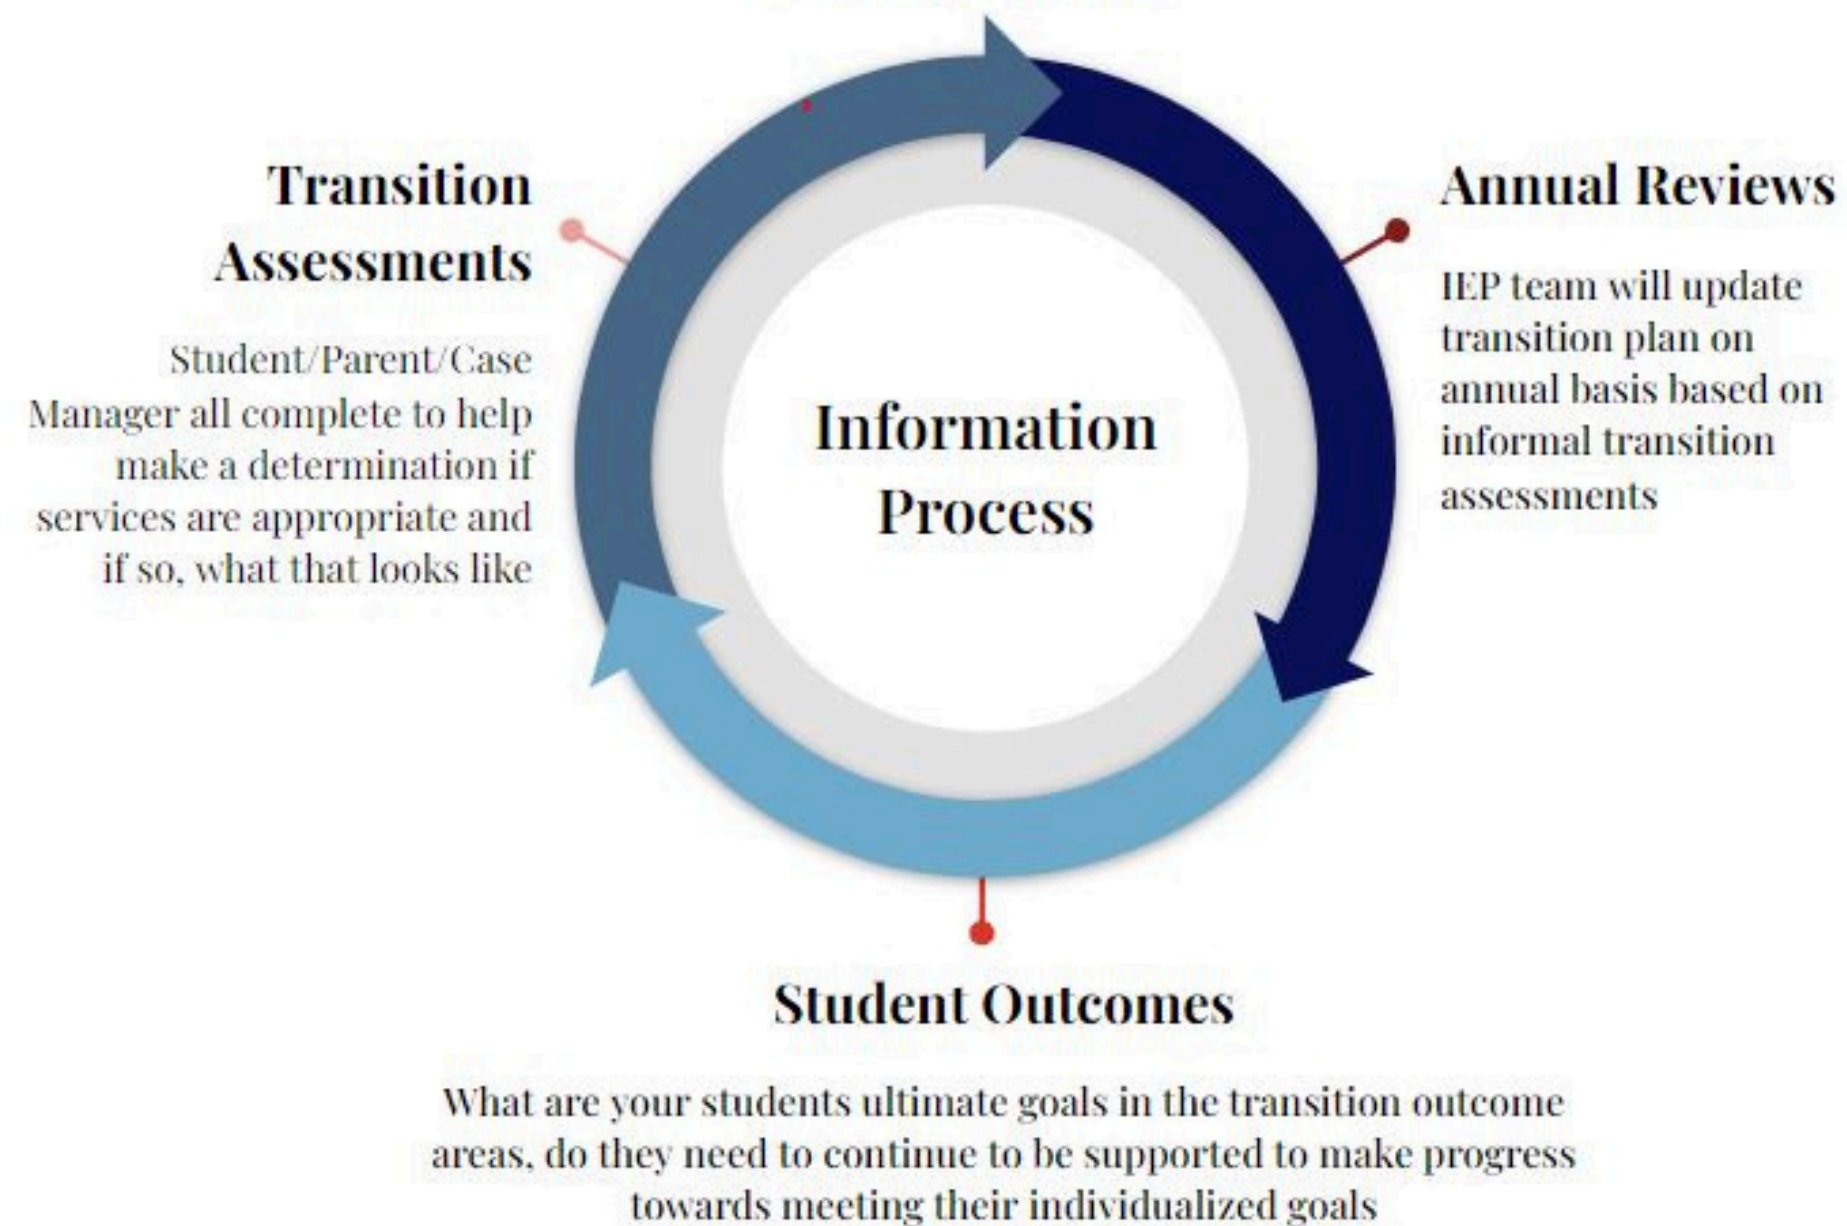 Transition
Assessments
Student/Parent/Case
Manager all complete to help
make a determination if
services are appropriate and
if so, what that looks like
Information
Process
Annual Reviews
IEP team will update
transition plan on
annual basis based on
informal transition
assessments
Student Outcomes
What are your students ultimate goals in the transition outcome
areas, do they need to continue to be supported to make progress
towards meeting their individualized goals